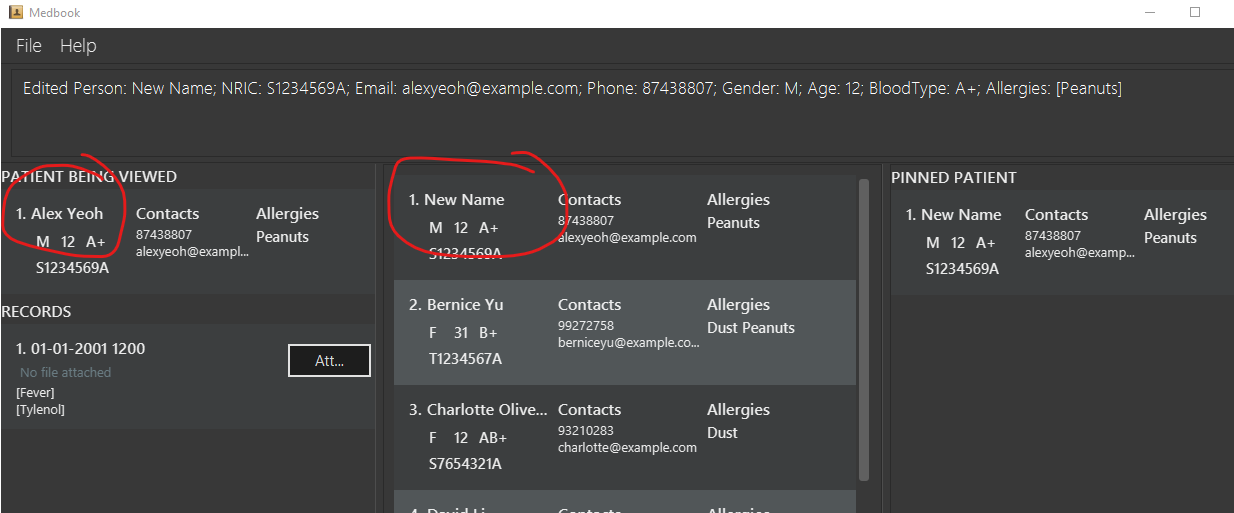 Medbook
File Help
Edited Person: New Name; NRIC: S1234569A; Email: alexyeoh@example.com; Phone: 87438807; Gender: M; Age: 12; BloodType: A+; Allergies: [Peanuts]
PATIENT BEING VIEWED
1. Alex Yeoh
M 12 A+
S1234569A
Contacts
87438807
alexyeoh@exampl...
Allergies
Peanuts
RECORDS
1. 01-01-2001 1200
No file attached
[Fever]
[Tylenol]
Att...
1. New Name
M 12 A+
S1234569A
Contacts
87438807
alexyeoh@example.com
Allergies
Peanuts
2. Bernice Yu
F 31 B+
T1234567A
Contacts
99272758
berniceyu@example.co...
Allergies
Dust Peanuts
3. Charlotte Olive...
F 12 AB+
S7654321A
Contacts
93210283
charlotte@example.com
Allergies
Dust
4. David Li
Contacts
Allergies
PINNED PATIENT
1. New Name
M 12 A+
S1234569A
Contacts
87438807
alexyeoh@example.com...
Allergies
Peanuts